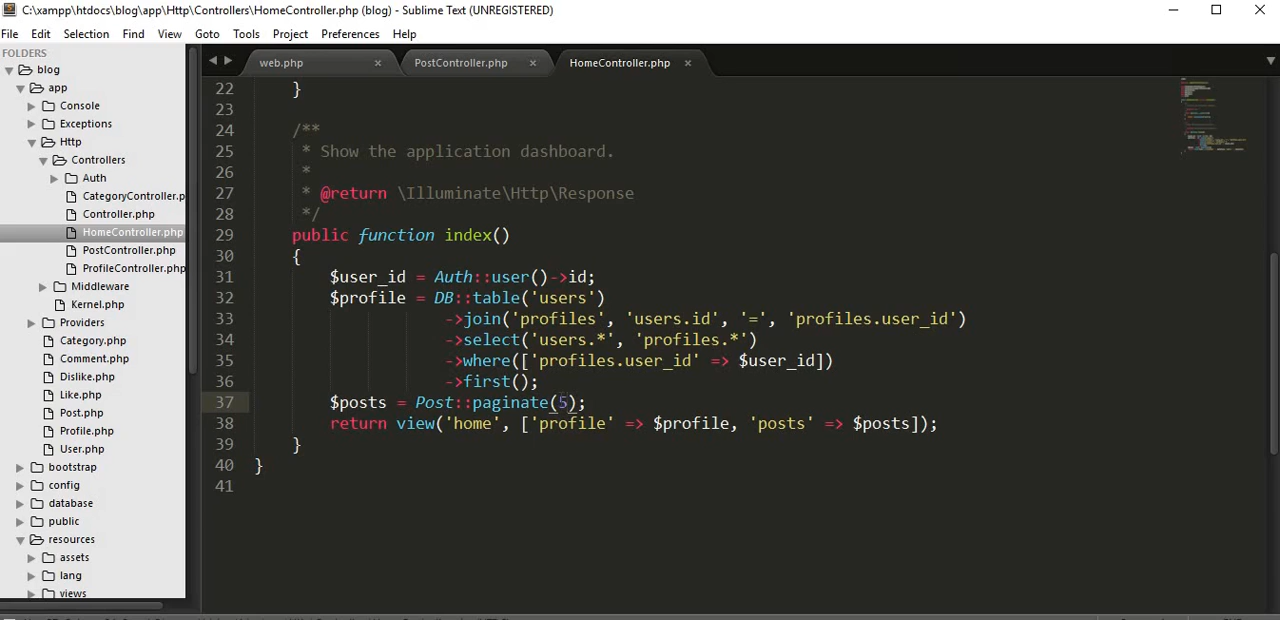 C:\xampp\htdocs\blog\app\Http\Controllers\HomeController.php (blog) - Sublime Text (UNREGISTERED)
File Edit Selection Find View Goto Tools Project Preferences Help
FOLDERS
blog
app
Console
Exceptions
Http
Controllers
Auth
CategoryController.p
Controller.php
HomeController.php
PostController.php
ProfileController.php
Middleware
Kernel.php
Providers
Category.php
Comment.php
Dislike.php
Like.php
Post.php
Profile.php
User.php
bootstrap
config
database
public
resources
assets
lang
views
web.php PostController.php HomeController.php
22 }
23
24 /**
25 * Show the application dashboard.
26 *
27 * @return \Illuminate\Http\Response
28 */
29 public function index()
30 {
31 $user_id = Auth::user()->id;
32 $profile = DB::table('users')
33 ->join('profiles', 'users.id', '=', 'profiles.user_id')
34 ->select('users.*', 'profiles.*')
35 ->where(['profiles.user_id' => $user_id])
36 ->first();
37 $posts = Post::paginate(5);
38 return view('home', ['profile' => $profile, 'posts' => $posts]);
39 }
40 }
41